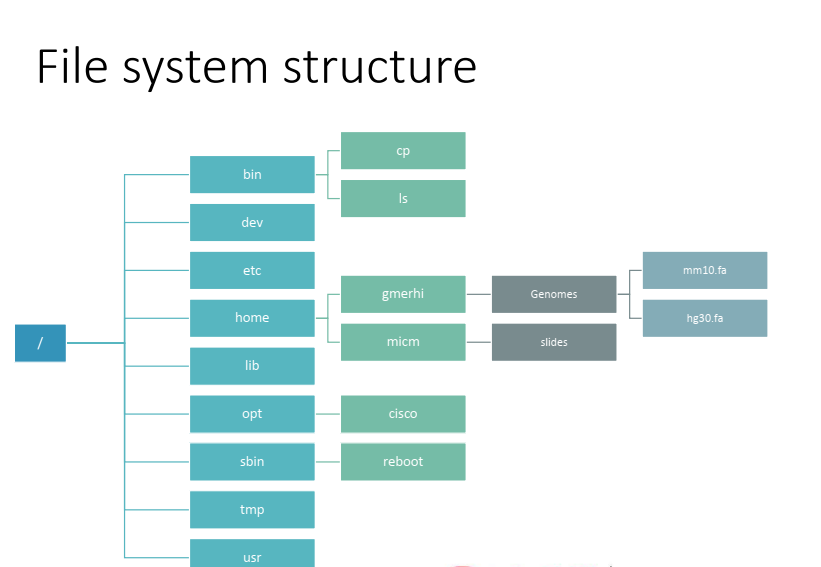 File system structure
/
bin
cp
ls
dev
etc
home
gmerhi
Genomes
mm10.fa
hg30.fa
micm
slides
lib
opt
cisco
sbin
reboot
tmp
usr